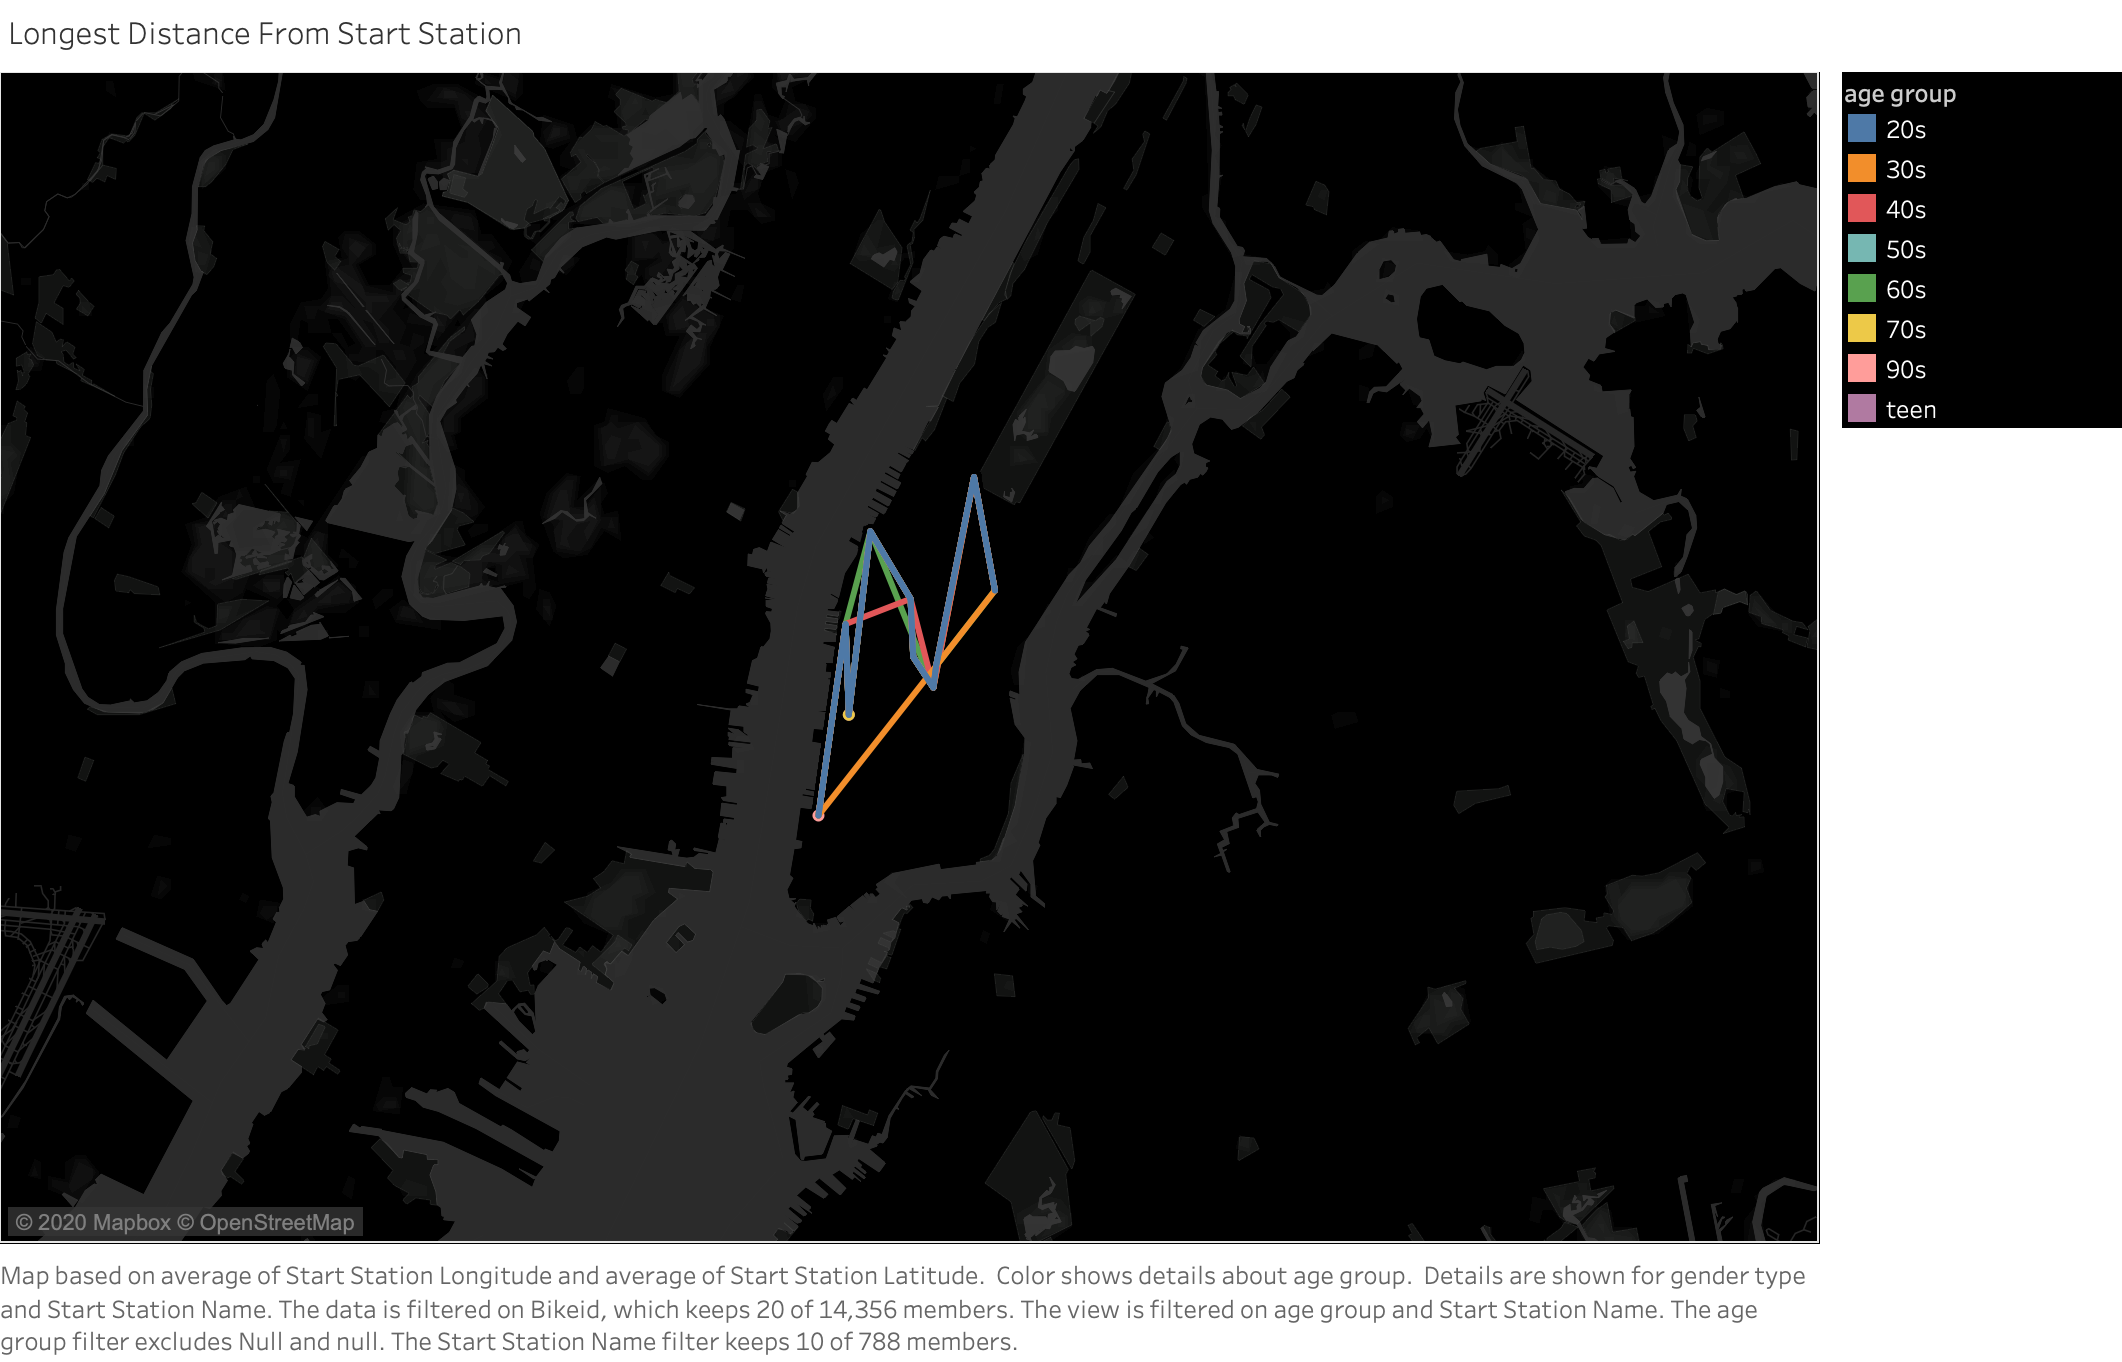 Longest Distance From Start Station
age group
20s
30s
40s
50s
60s
70s
90s
teen
© 2020 Mapbox © OpenStreetMap
Map based on average of Start Station Longitude and average of Start Station Latitude.  Color shows details about age group.  Details are shown for gender type
and Start Station Name. The data is filtered on Bikeid, which keeps 20 of 14,356 members. The view is filtered on age group and Start Station Name. The age
group filter excludes Null and null. The Start Station Name filter keeps 10 of 788 members.